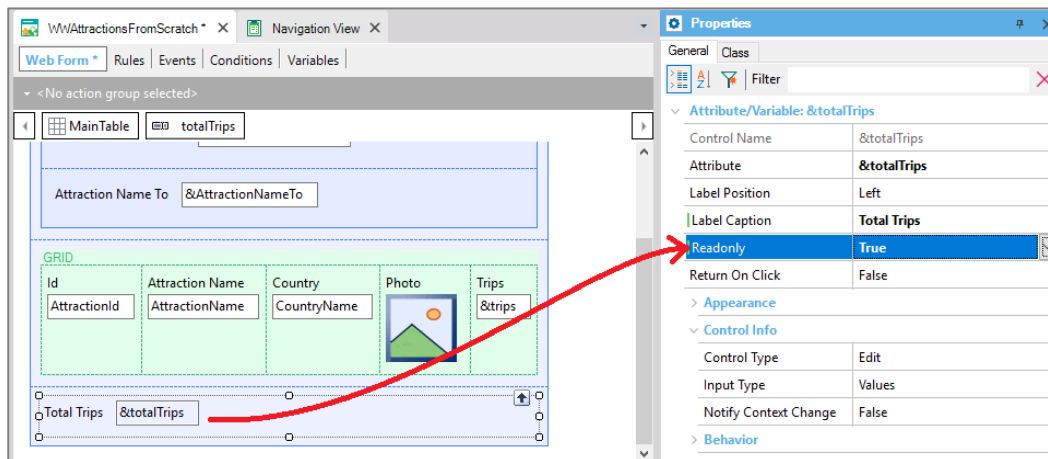 WWAttractionsFromScratch * X Navigation View X
Web Form * Rules Events Conditions Variables
<No action group selected>
MainTable totalTrips
Attraction Name To &AttractionNameTo
GRID
Id Attraction Name Country Photo Trips
AttractionId AttractionName CountryName &trips
Total Trips &totalTrips
Properties
General Class
Filter
Attribute/Variable: &totalTrips
Control Name &totalTrips
Attribute &totalTrips
Label Position Left
Label Caption Total Trips
Readonly True
Return On Click False
Appearance
Control Info
Control Type Edit
Input Type Values
Notify Context Change False
Behavior